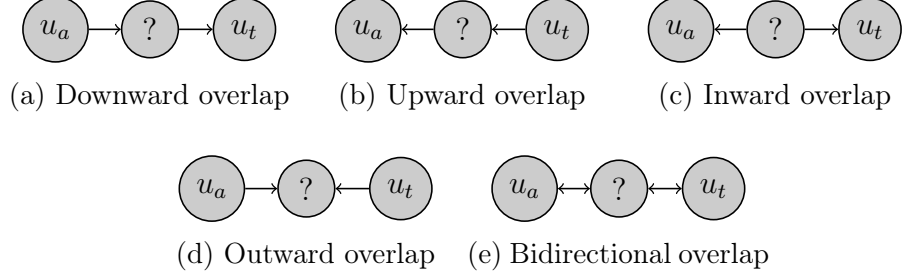 u_a ? u_t u_a ? u_t u_a ? u_t
(a) Downward overlap (b) Upward overlap (c) Inward overlap
u_a ? u_t u_a ? u_t
(d) Outward overlap (e) Bidirectional overlap